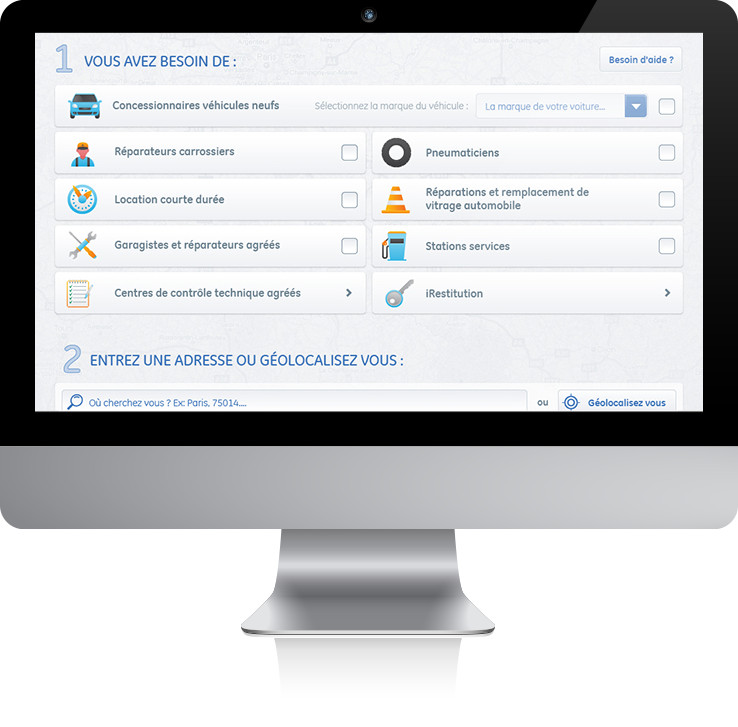 1 VOUS AVEZ BESOIN DE :
Besoin d'aide ?
Concessionnaires véhicules neufs
Sélectionnez la marque du véhicule :
La marque de votre voiture...
Réparateurs carrossiers
Pneumaticiens
Location courte durée
Réparations et remplacement de
vitrage automobile
Garagistes et réparateurs agréés
Stations services
Centres de contrôle technique agréés
iRestitution
2 ENTREZ UNE ADRESSE OU GÉOLOCALISEZ VOUS :
Où cherchez vous ? Ex: Paris, 75014....
ou
Géolocalisez vous